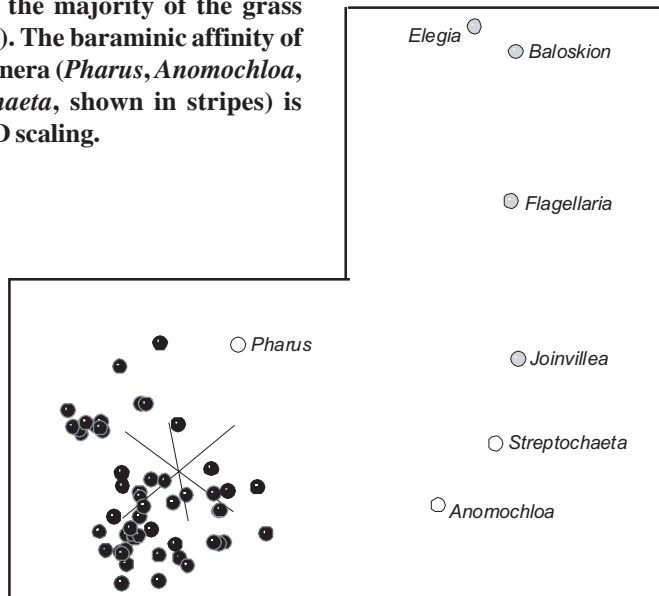 the majority of the grass
). The baraminic affinity of
nera (Pharus, Anomochloa,
haeta, shown in stripes) is
D scaling.
Elegia
Baloskion
Flagellaria
Pharus
Joinvillea
Streptochaeta
Anomochloa